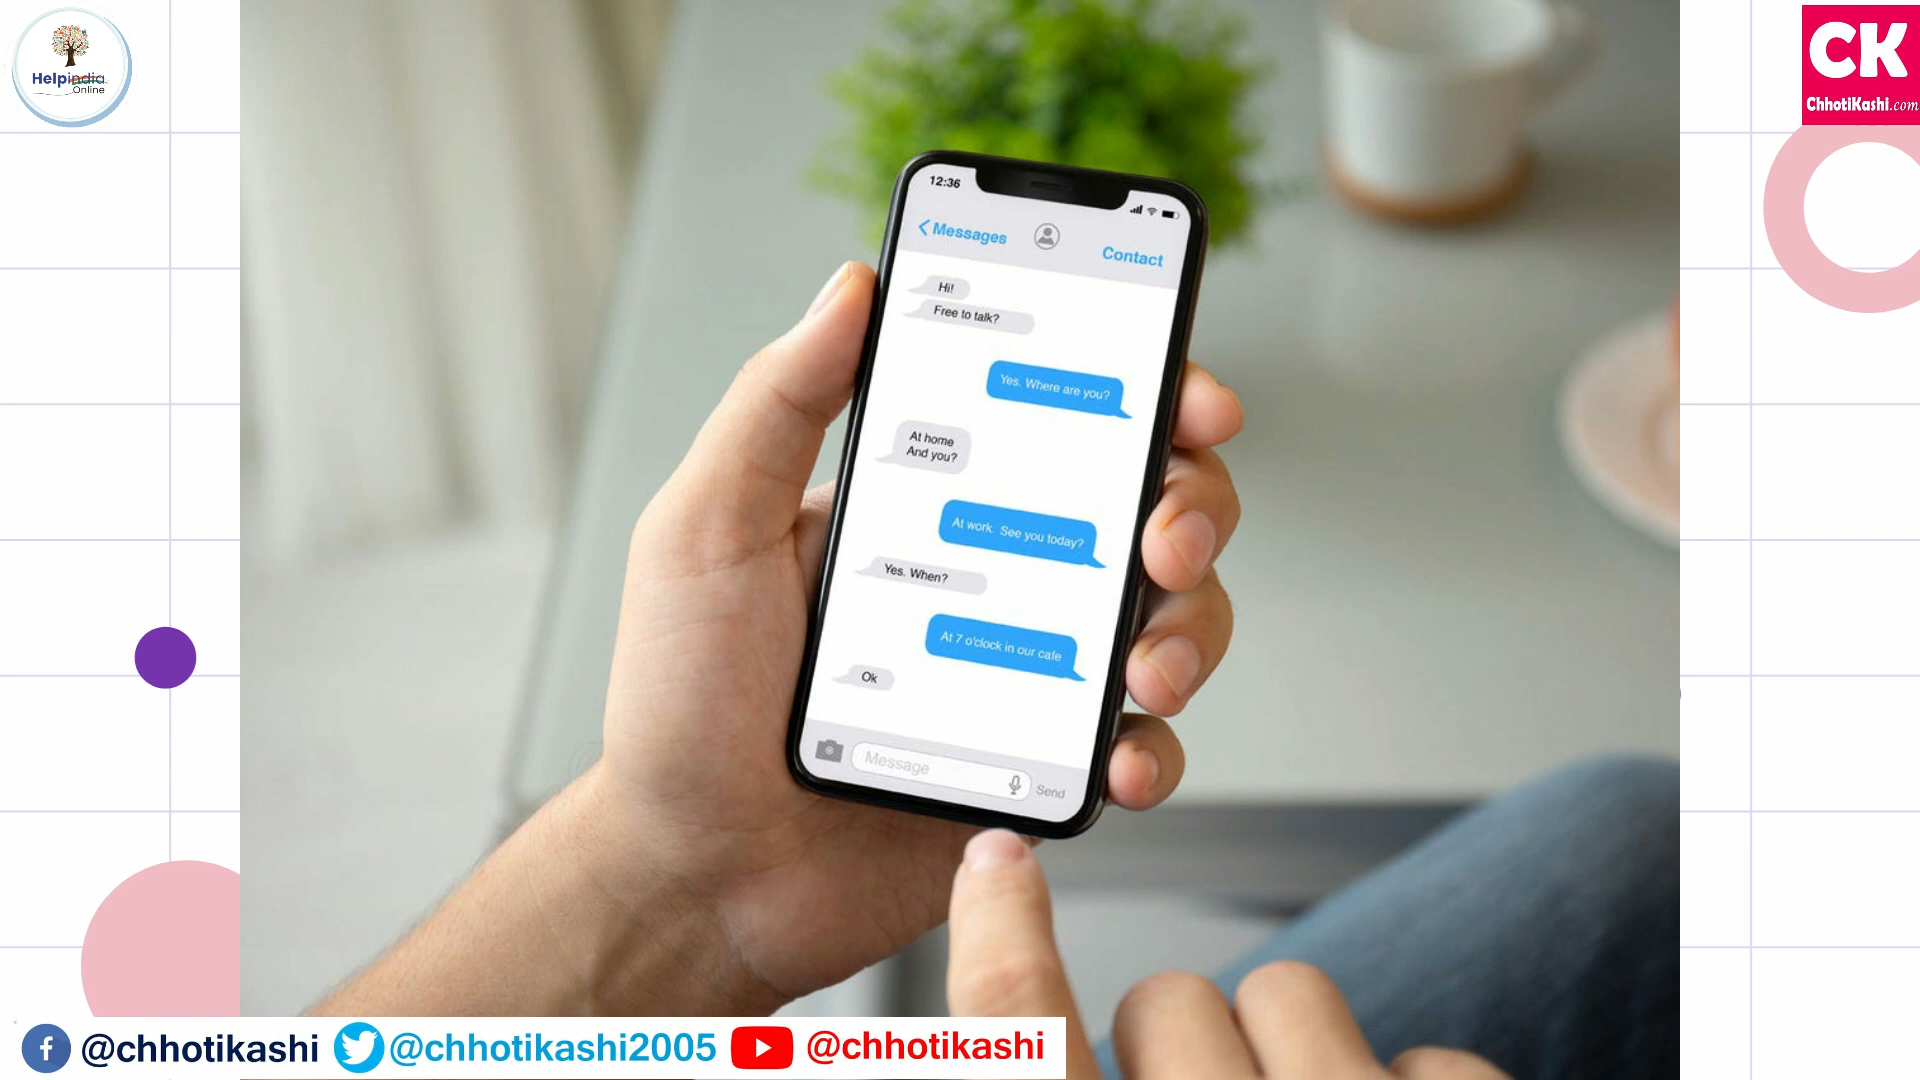 Helpindia
Online
CK
ChhotiKashi.com
12:36
Messages
Contact
Hi!
Free to talk?
Yes. Where are you?
At home
And you?
At work. See you today?
Yes. When?
At 7 o'clock in our cafe
Ok
Message
Send
@chhotikashi
@chhotikashi2005
@chhotikashi